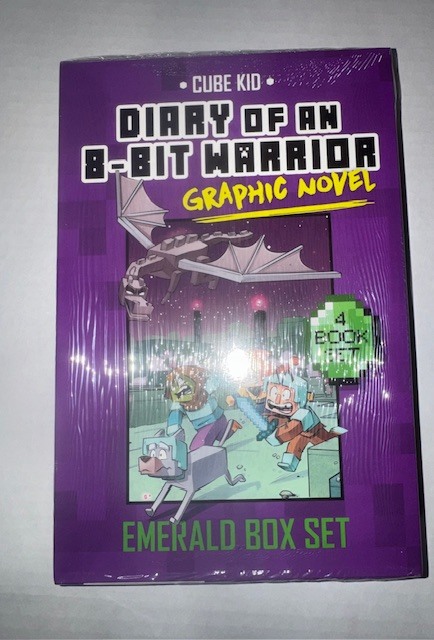 CUBE KID
DIARY OF AN
8-BIT WARRIOR
GRAPHIC NOVEL
4
BOOK
SET
EMERALD BOX SET